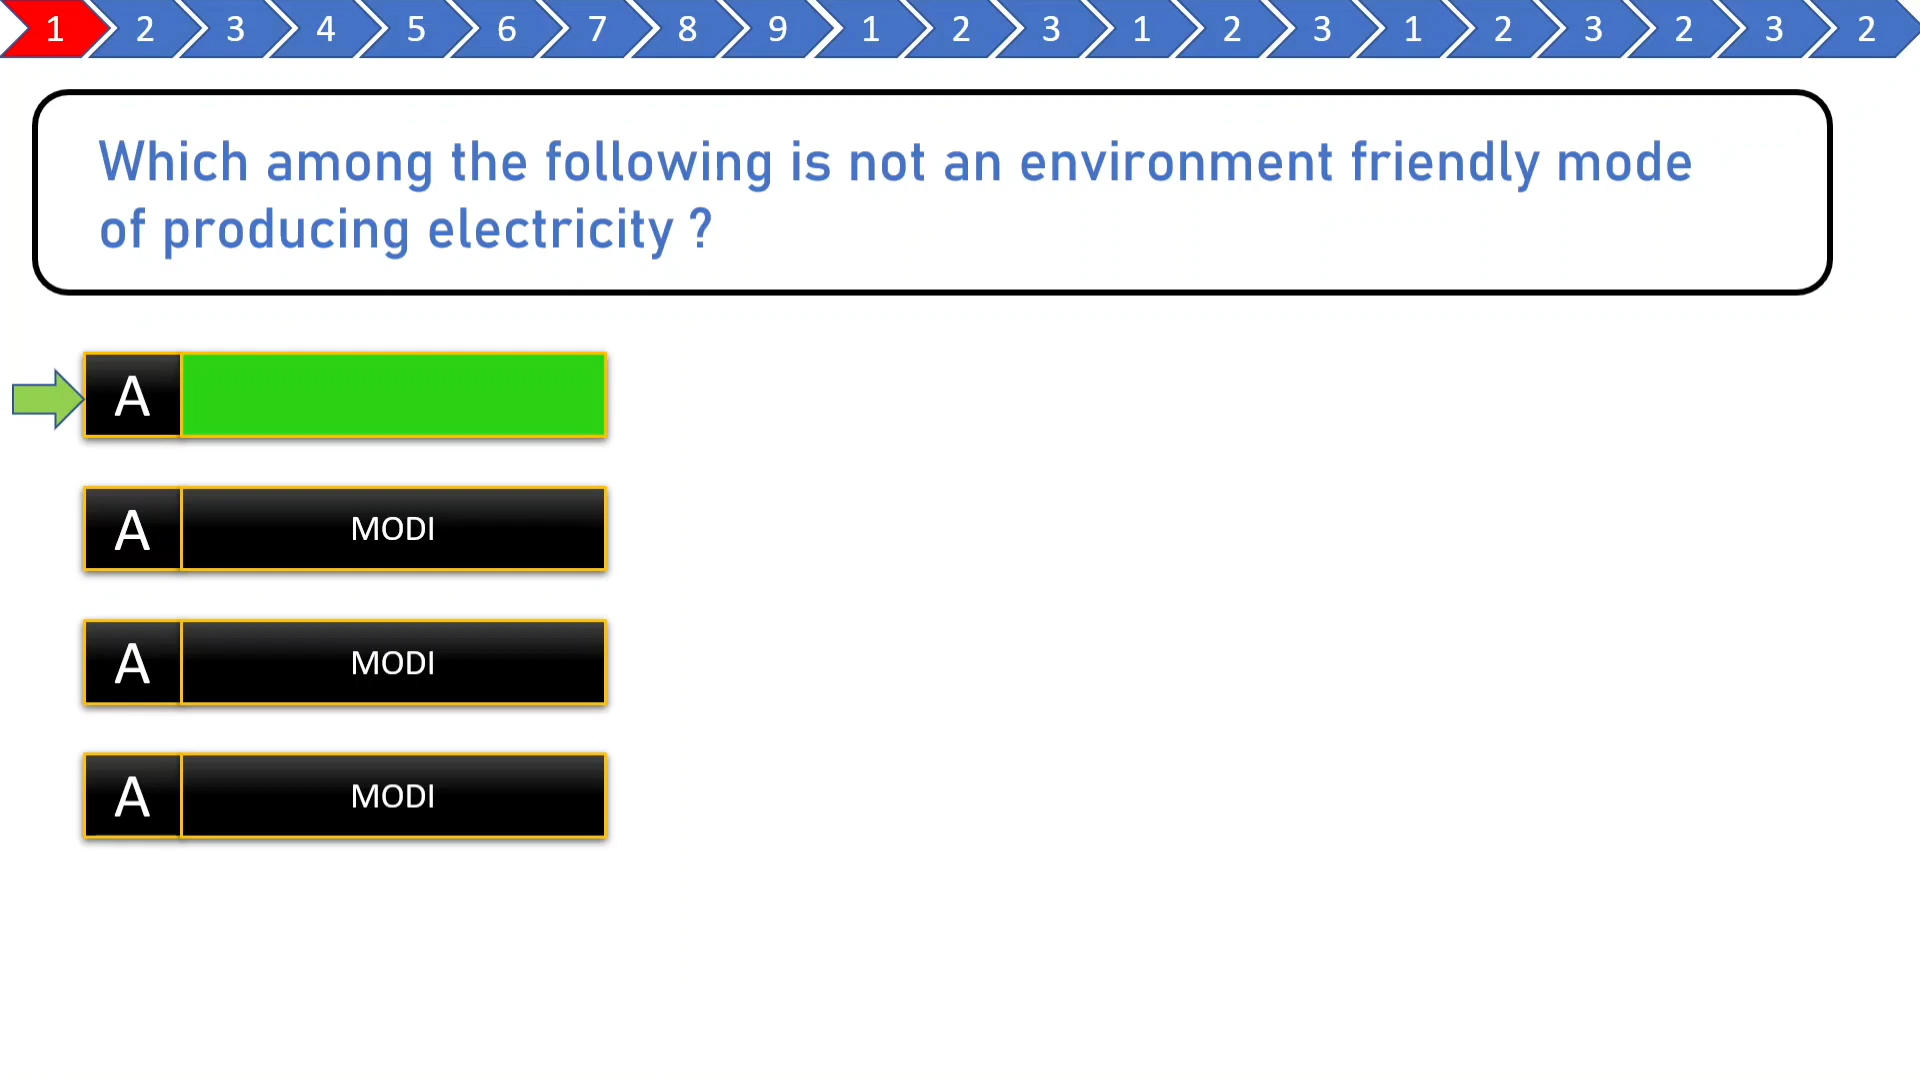 1 2 3 4 5 6 7 8 9 1 2 3 1 2 3 1 2 3 2 3 2
Which among the following is not an environment friendly mode
of producing electricity ?
A
A MODI
A MODI
A MODI